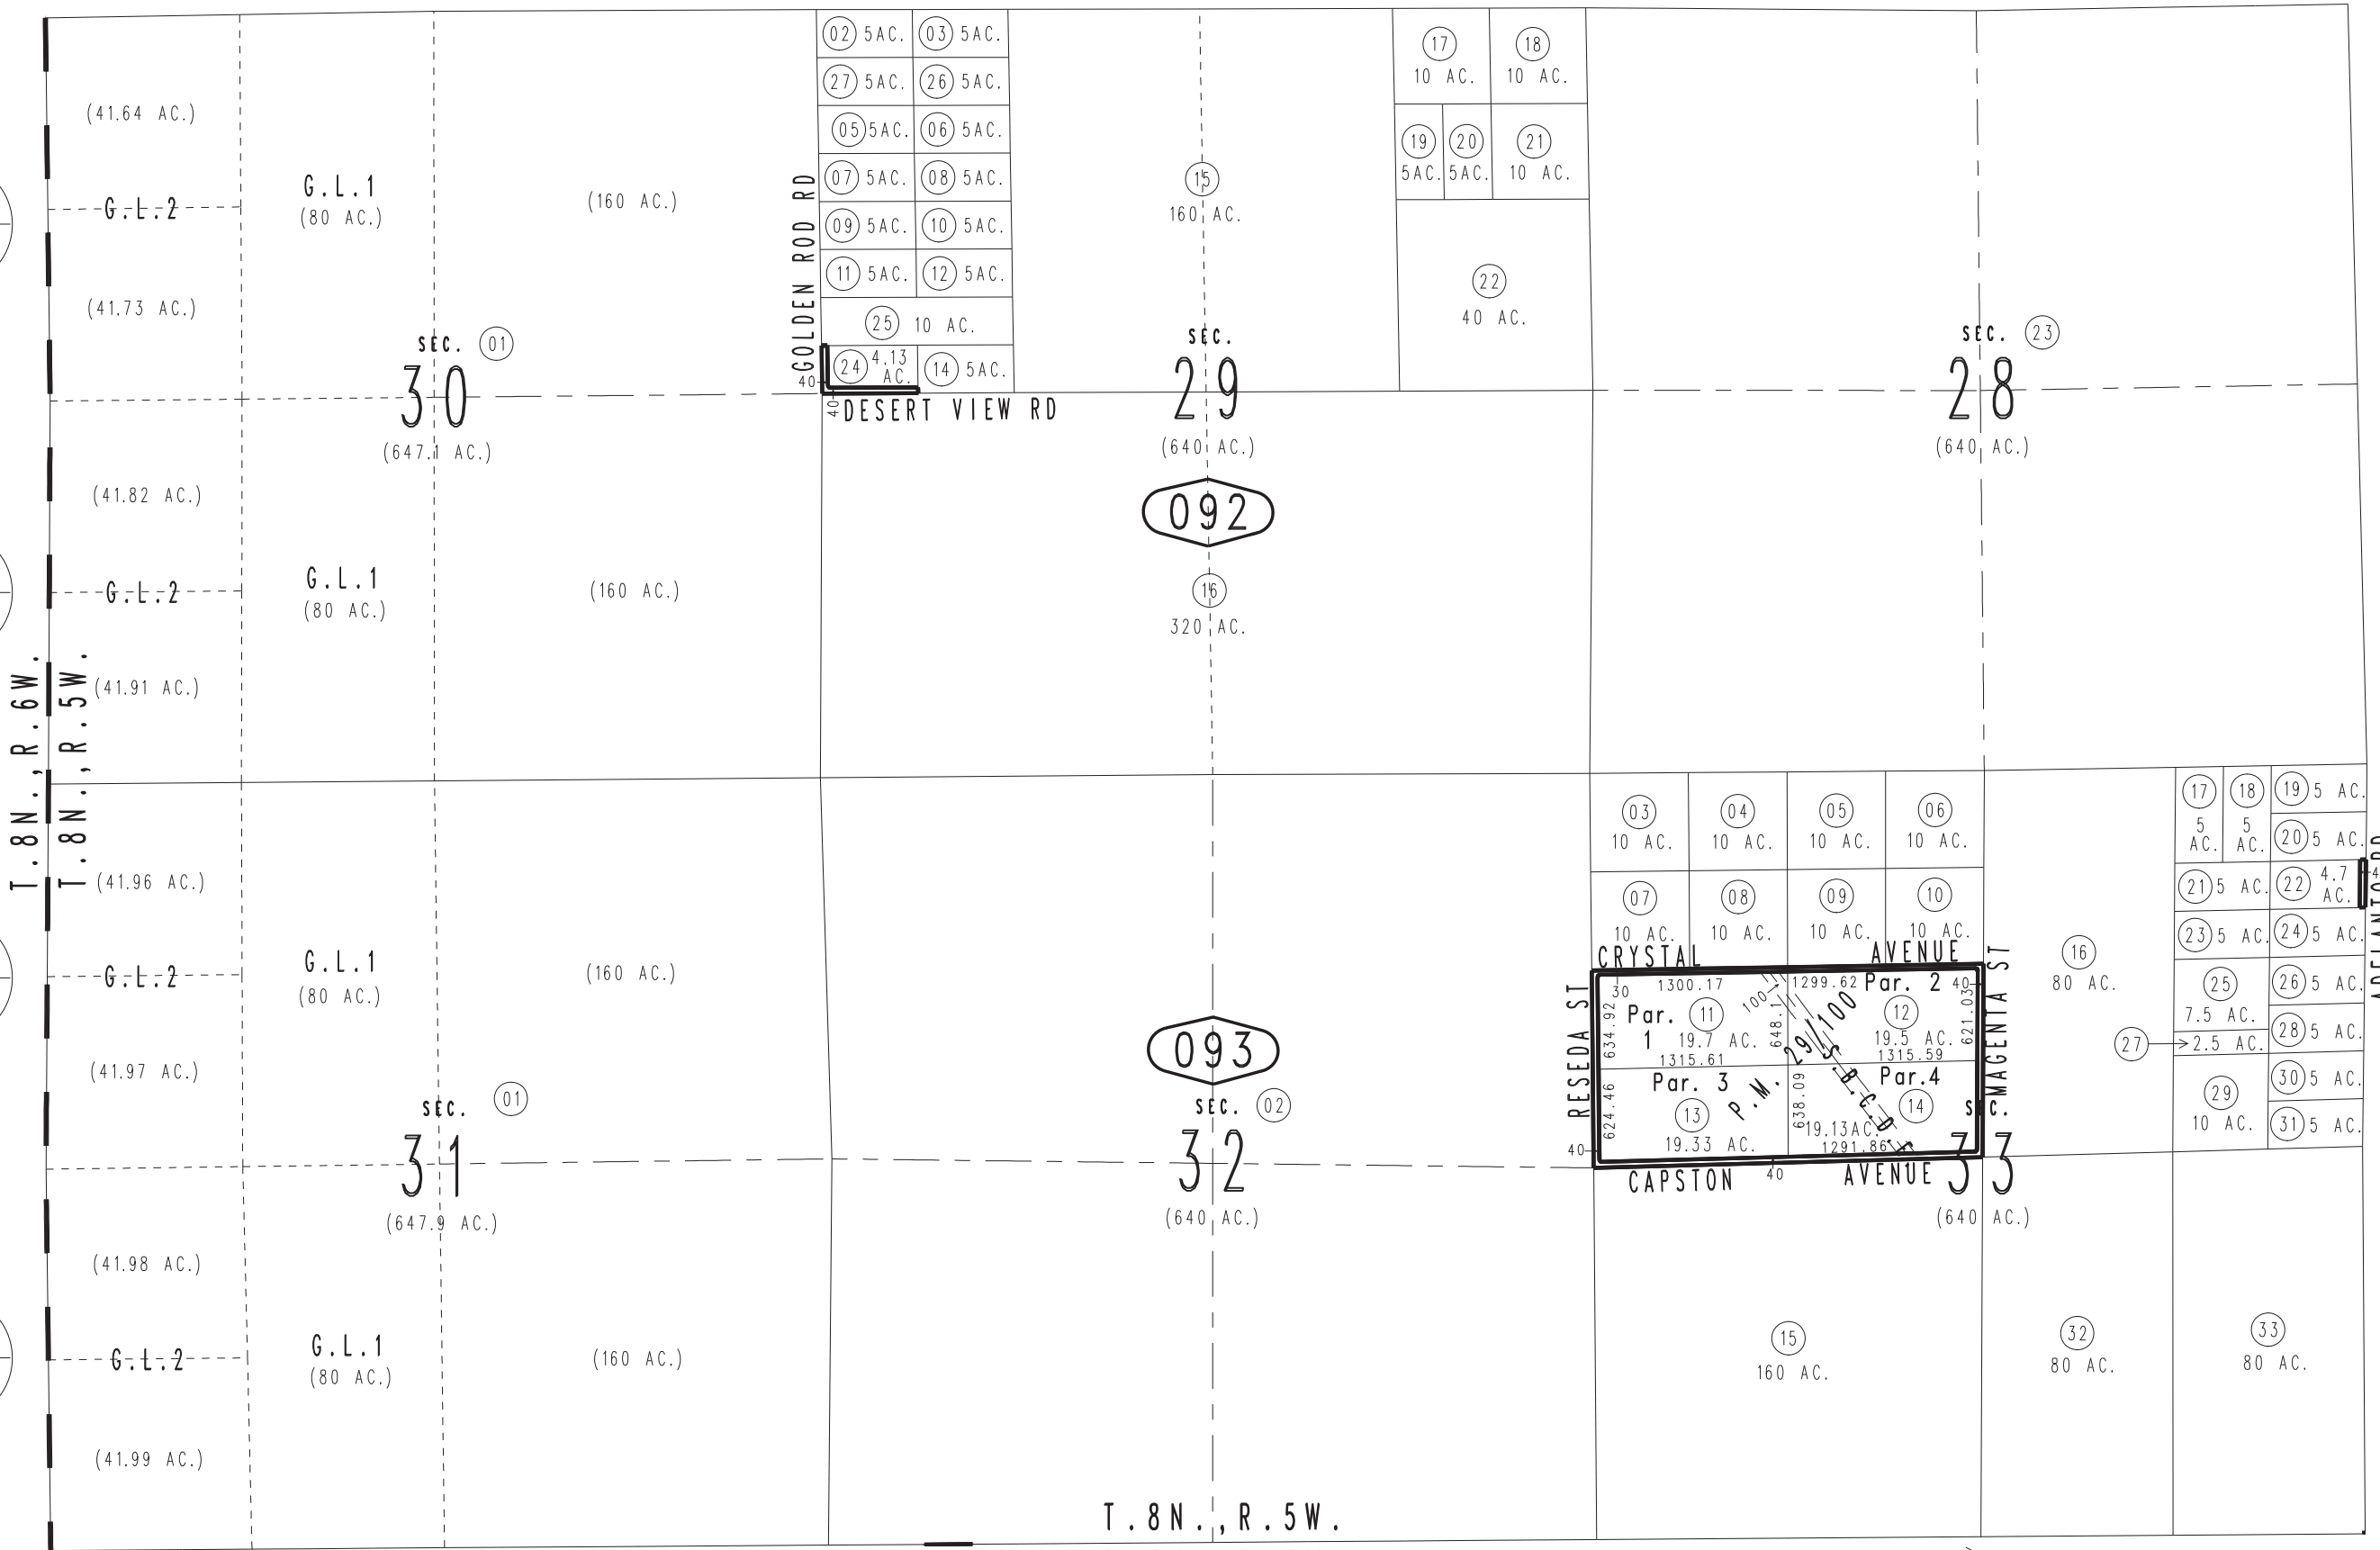 T.8N.,R.6W.
T.8N.,R.5W.
(41.64 AC.)
G.L.2
(41.73 AC.)
G.L.1
(80 AC.)
(160 AC.)
SEC. 01
30
(647.1 AC.)
(41.82 AC.)
G.L.2
(41.91 AC.)
G.L.1
(80 AC.)
(160 AC.)
GOLDEN ROD RD
02 5AC. 03 5AC.
27 5AC. 26 5AC.
05 5AC. 06 5AC.
07 5AC. 08 5AC.
09 5AC. 10 5AC.
11 5AC. 12 5AC.
25 10 AC.
24 4.13 AC. 14 5AC.
40
40
DESERT VIEW RD
15
160 AC.
17
10 AC.
18
10 AC.
19
5AC.
20
5AC.
21
10 AC.
22
40 AC.
SEC.
29
(640 AC.)
092
16
320 AC.
SEC. 23
28
(640 AC.)
(41.96 AC.)
G.L.2
(41.97 AC.)
G.L.1
(80 AC.)
(160 AC.)
SEC. 01
31
(647.9 AC.)
(41.98 AC.)
G.L.2
(41.99 AC.)
G.L.1
(80 AC.)
(160 AC.)
093
SEC. 02
32
(640 AC.)
T.8N.,R.5W.
03
10 AC.
04
10 AC.
05
10 AC.
06
10 AC.
07
10 AC.
08
10 AC.
09
10 AC.
10
10 AC.
CRYSTAL AVENUE
RESEDA ST
MAGENTA ST
30
1300.17
1299.62
Par. 2
40
100
634.92
Par. 1
11
19.7 AC.
1315.61
648.1
12
19.5 AC.
1315.59
621.03
P.M. 29/100
Par. 3
13
19.33 AC.
624.46
638.09
Par.4
14
19.13AC.
1291.86
40
40
CAPSTON AVENUE
SEC.
33
(640 AC.)
16
80 AC.
17
5 AC.
18
5 AC.
19 5 AC.
20 5 AC.
21 5 AC.
22 4.7 AC.
23 5 AC.
24 5 AC.
25
7.5 AC.
26 5 AC.
27 2.5 AC.
28 5 AC.
29
10 AC.
30 5 AC.
31 5 AC.
15
160 AC.
32
80 AC.
33
80 AC.